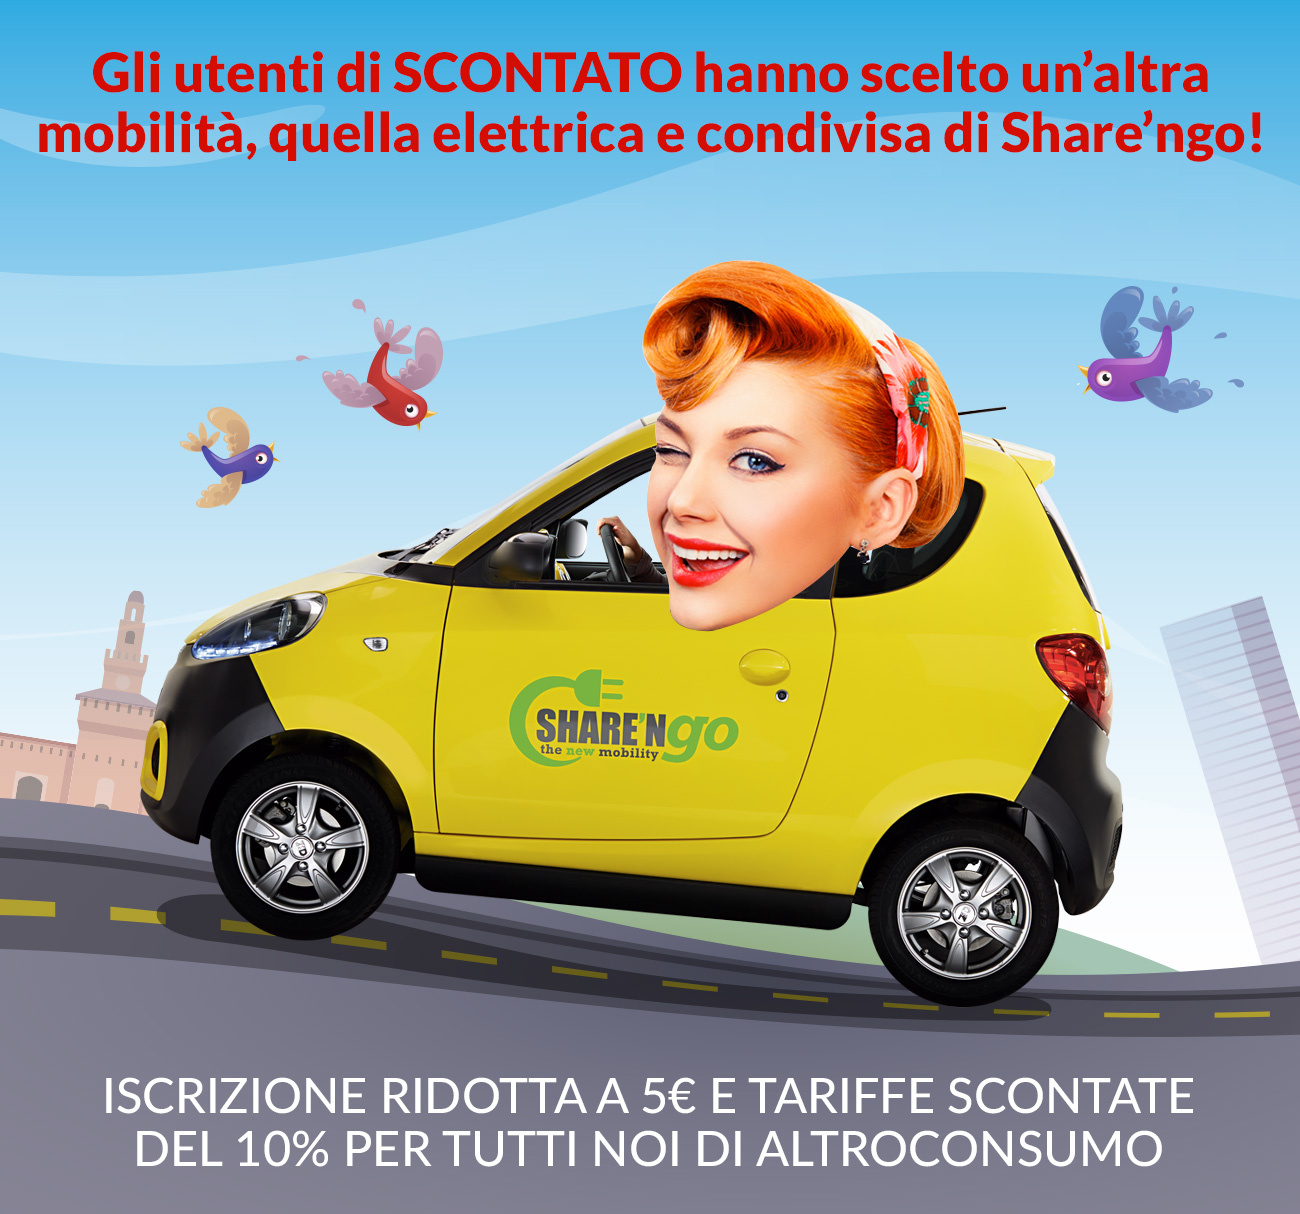 Gli utenti di SCONTATO hanno scelto un’altra
mobilità, quella elettrica e condivisa di Share’ngo!
SHARE'NGO
the new mobility
ISCRIZIONE RIDOTTA A 5€ E TARIFFE SCONTATE
DEL 10% PER TUTTI NOI DI ALTROCONSUMO